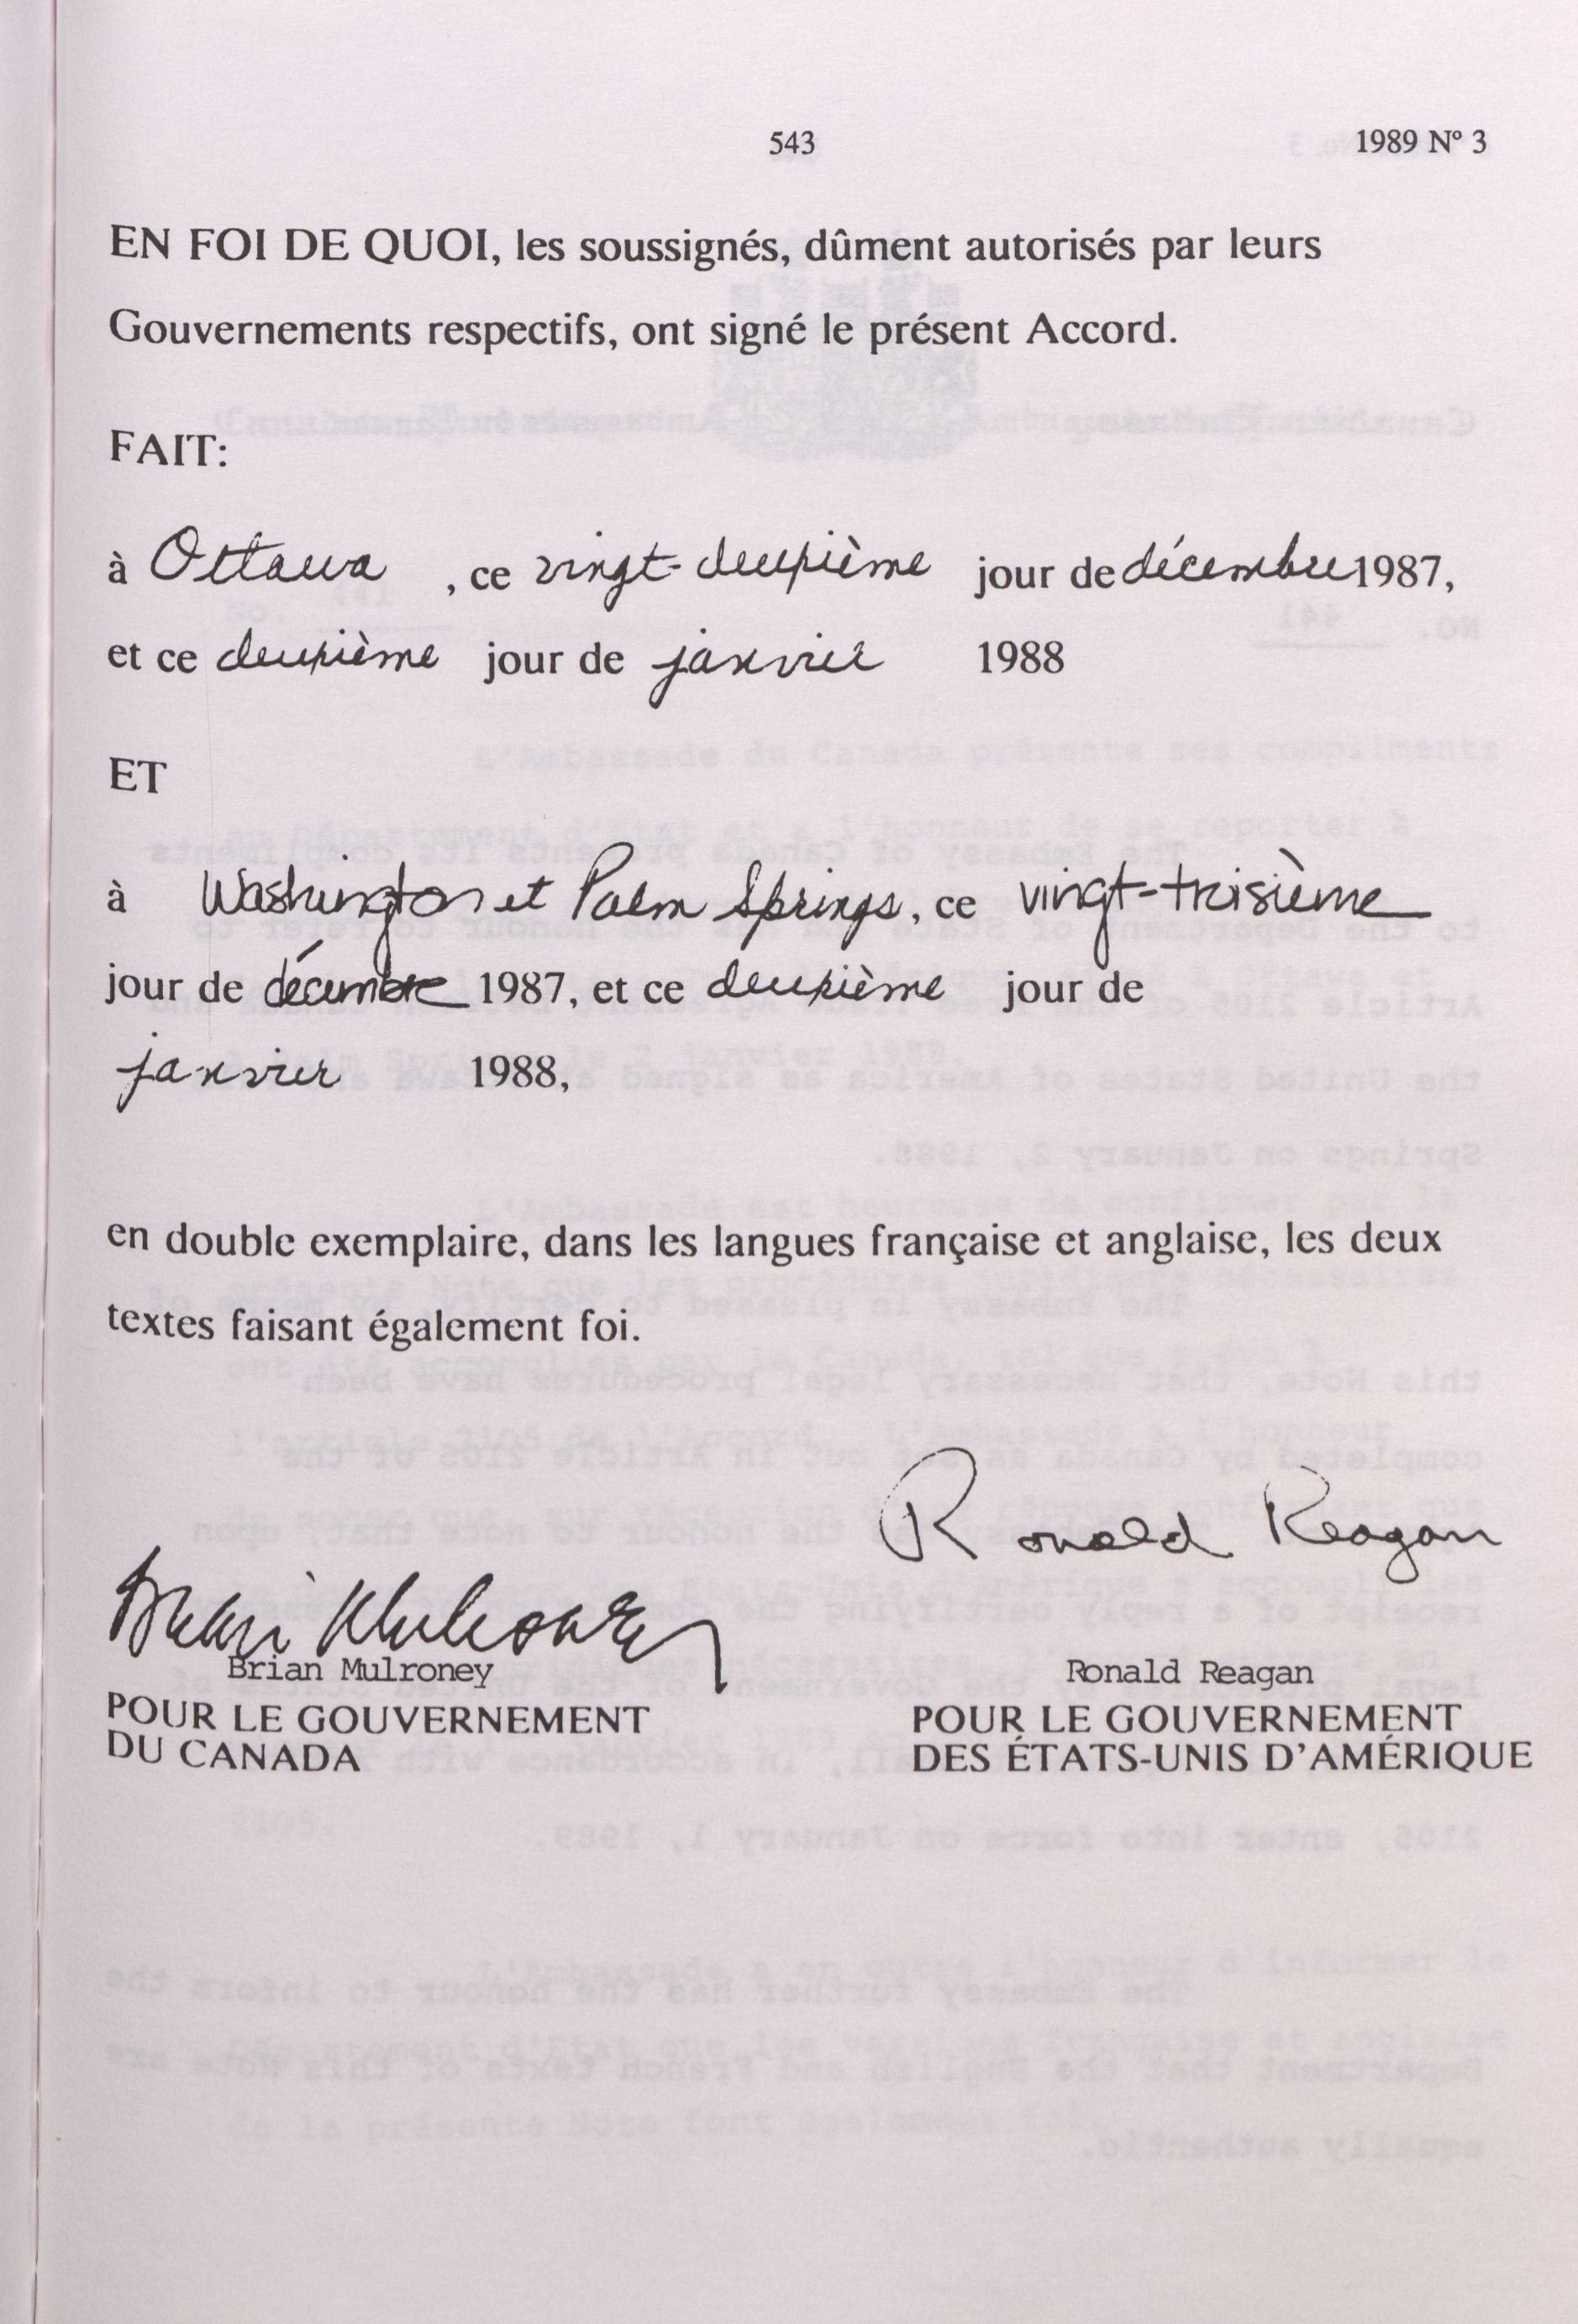 543
1989 Nº 3
EN FOI DE QUOI, les soussignés, dûment autorisés par leurs
Gouvernements respectifs, ont signé le présent Accord.
FAIT:
à Ottawa , ce vingt-deuxième jour de décembre 1987,
et ce deuxième jour de janvier 1988
ET
à Washington et Palm Springs, ce vingt-troisième
jour de décembre 1987, et ce deuxième jour de
janvier 1988,
en double exemplaire, dans les langues française et anglaise, les deux
textes faisant également foi.
Ronald Reagan
Brian Mulroney
Brian Mulroney
Ronald Reagan
POUR LE GOUVERNEMENT
DU CANADA
POUR LE GOUVERNEMENT
DES ÉTATS-UNIS D'AMÉRIQUE